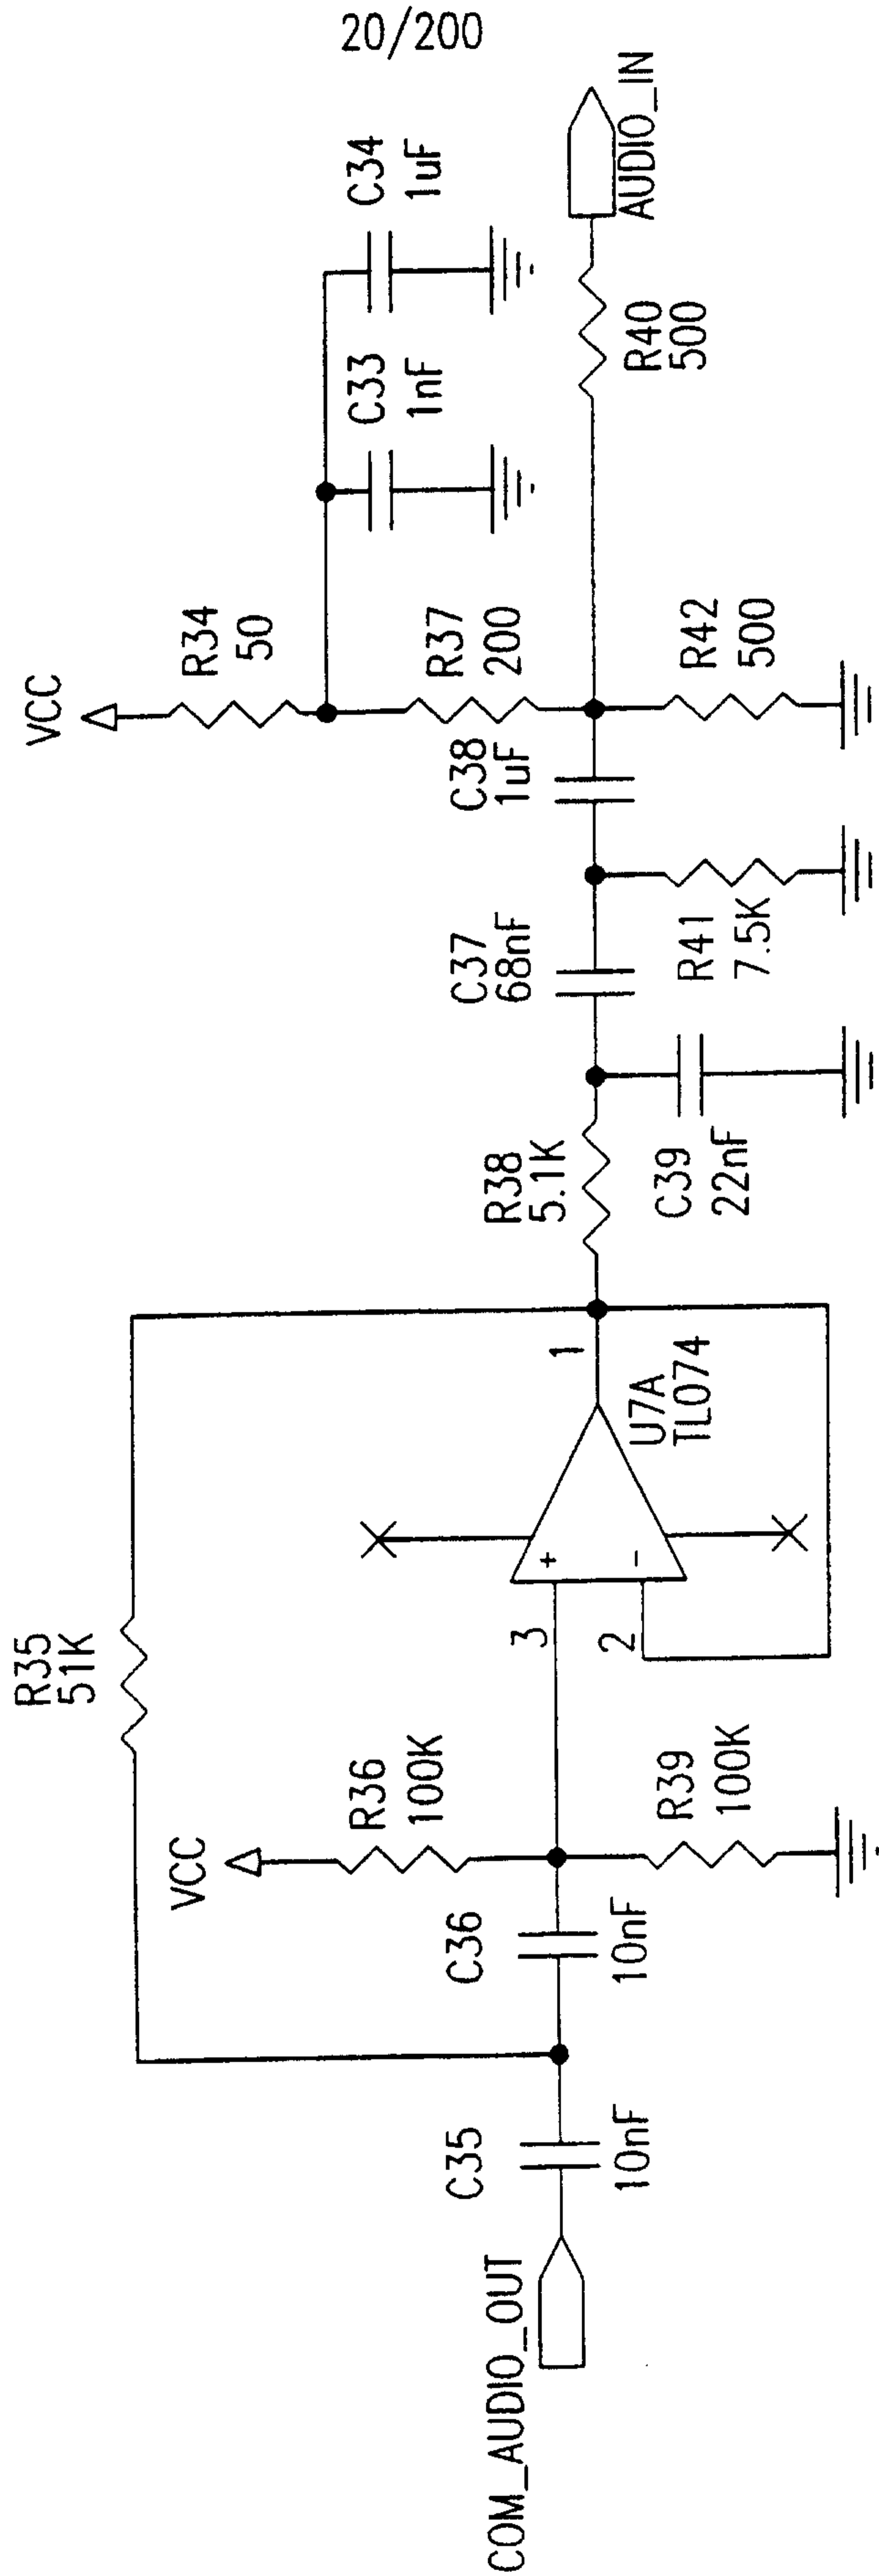 20/200
VCC
R34
50
C33
1nF
C34
1uF
R37
200
C38
1uF
R40
500
AUDIO_IN
R42
500
C37
68nF
R41
7.5K
R38
5.1K
C39
22nF
R35
51K
1
U7A
TL074
+
-
3
2
VCC
R36
100K
R39
100K
C36
10nF
C35
10nF
COM_AUDIO_OUT